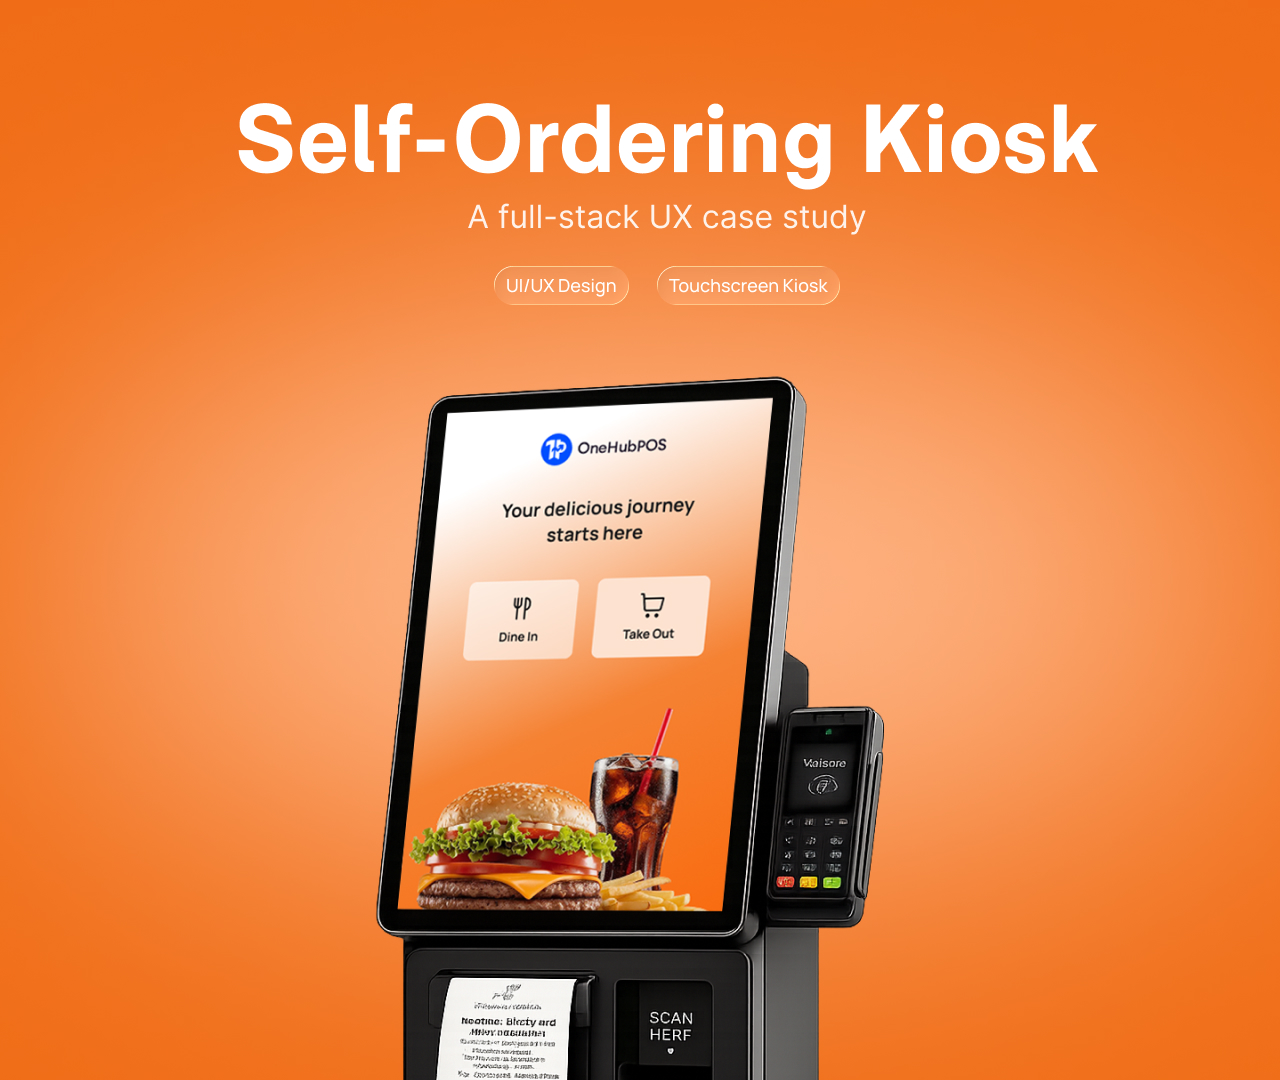 Self-Ordering Kiosk
A full-stack UX case study
UI/UX Design
Touchscreen Kiosk
OneHubPOS
Your delicious journey
starts here
Dine In
Take Out
SCAN
HERF